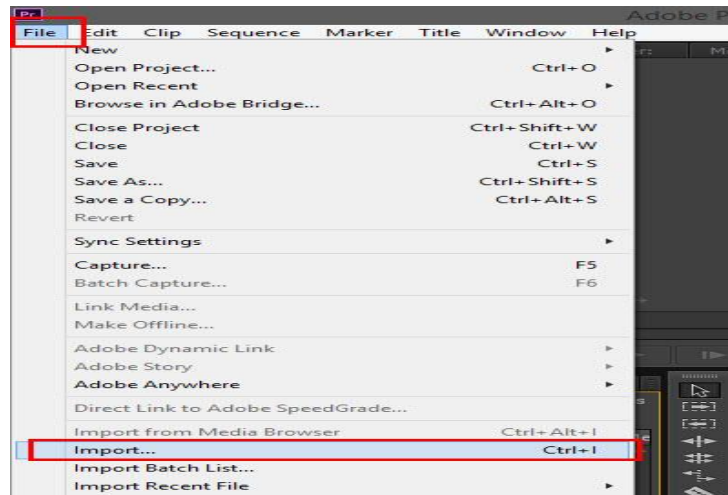 Pr
Adobe P
File Edit Clip Sequence Marker Title Window Help
New
Open Project... Ctrl+O
Open Recent
Browse in Adobe Bridge... Ctrl+Alt+O
Close Project Ctrl+Shift+W
Close Ctrl+W
Save Ctrl+S
Save As... Ctrl+Shift+S
Save a Copy... Ctrl+Alt+S
Revert
Sync Settings
Capture... F5
Batch Capture... F6
Link Media...
Make Offline...
Adobe Dynamic Link
Adobe Story
Adobe Anywhere
Direct Link to Adobe SpeedGrade...
Import from Media Browser Ctrl+Alt+I
Import... Ctrl+I
Import Batch List...
Import Recent File